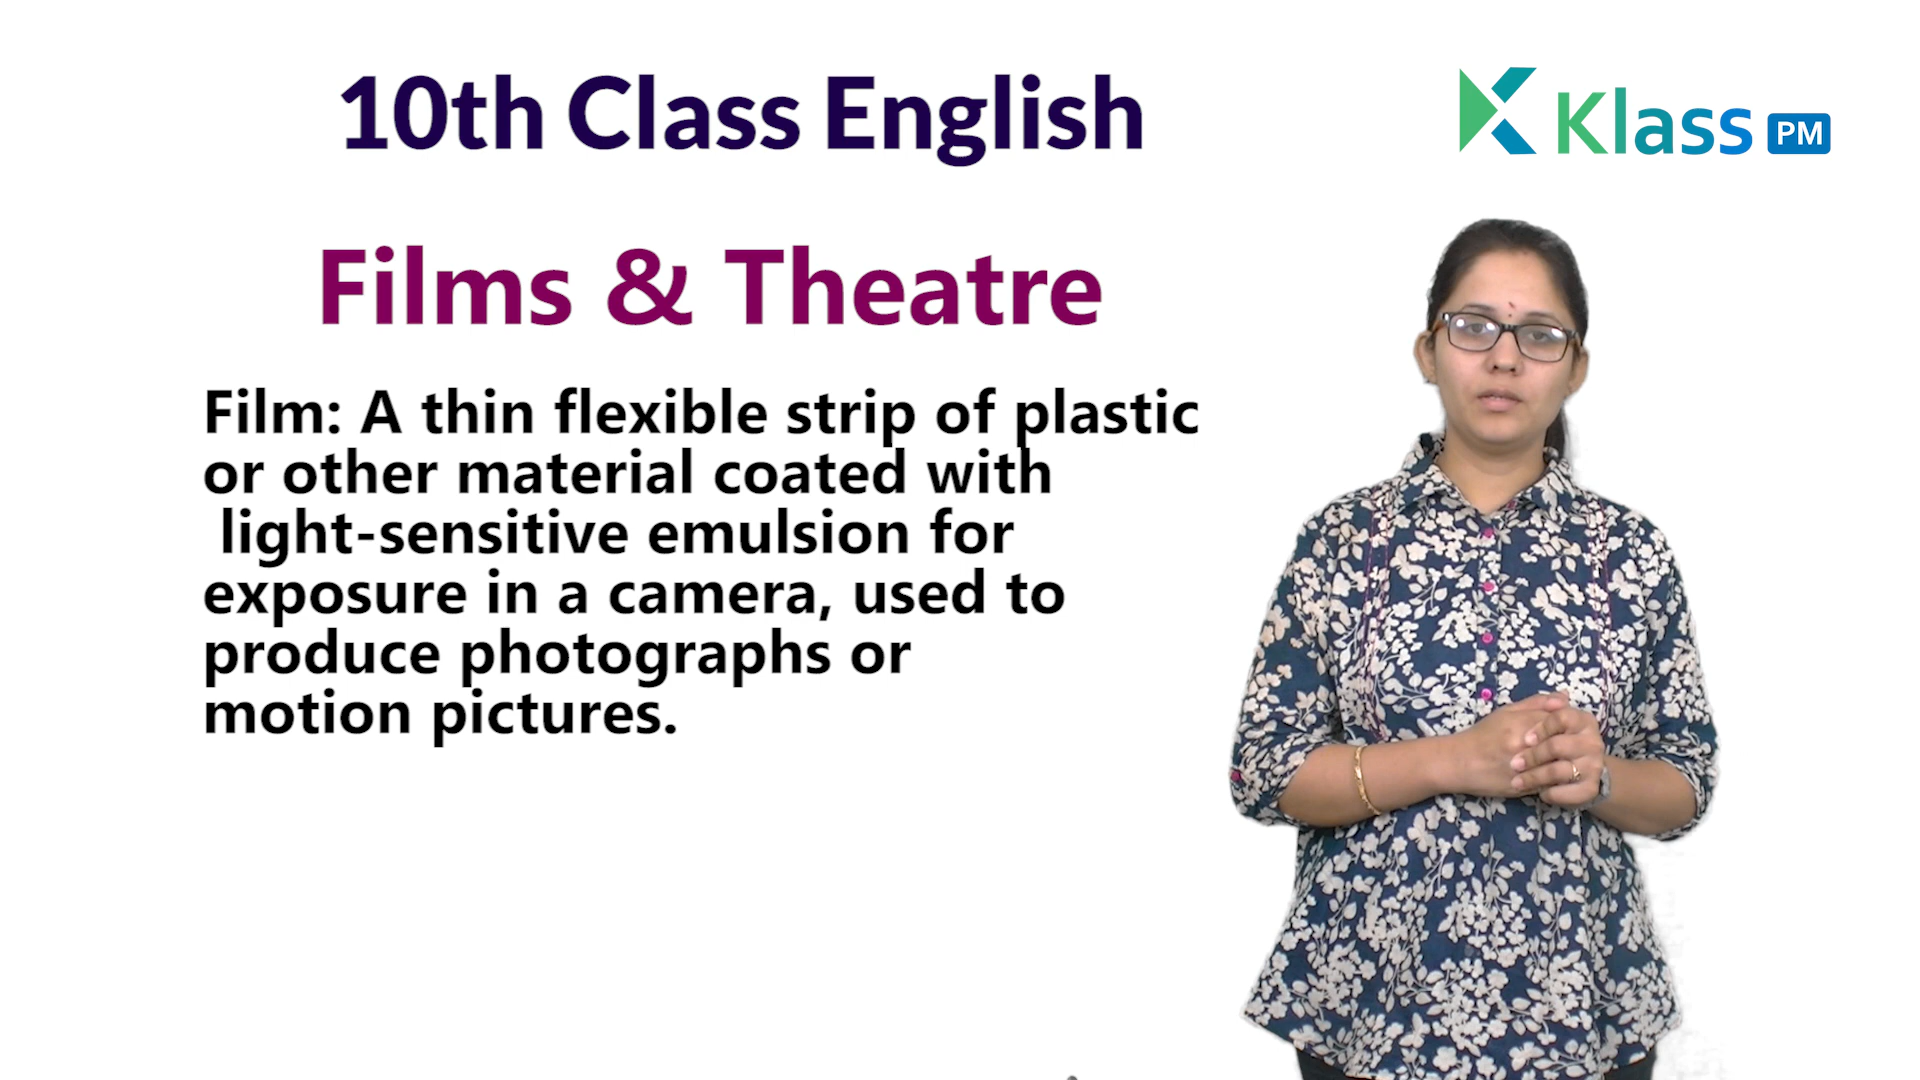 10th Class English
Klass PM
Films & Theatre
Film: A thin flexible strip of plastic
or other material coated with
light-sensitive emulsion for
exposure in a camera, used to
produce photographs or
motion pictures.